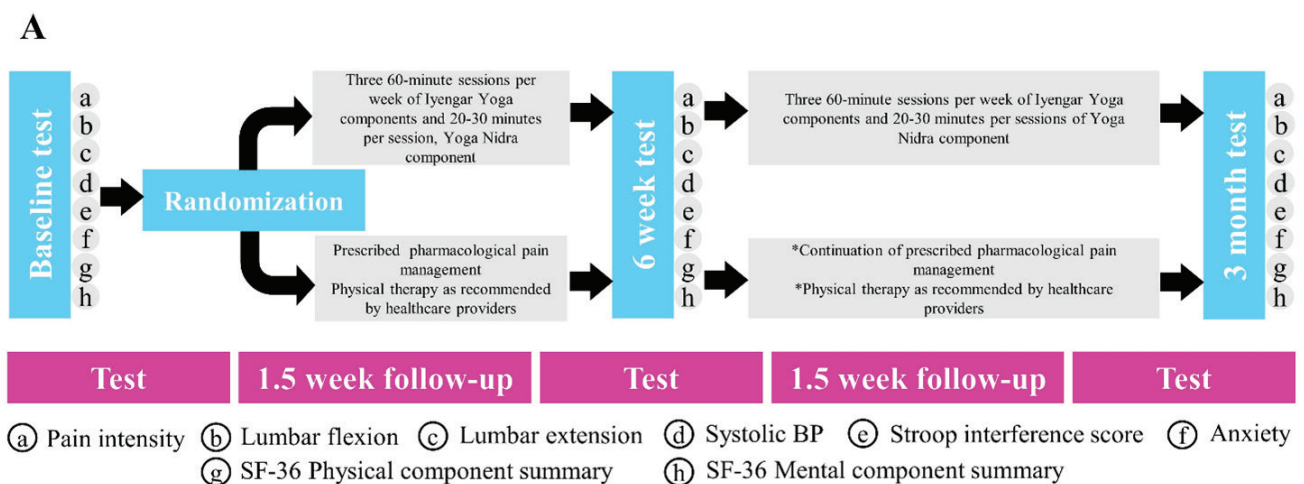 A
Baseline test
a
b
c
d
e
f
g
h
Randomization
Three 60-minute sessions per
week of Iyengar Yoga
components and 20-30 minutes
per session, Yoga Nidra
component
Prescribed pharmacological pain
management
Physical therapy as recommended
by healthcare providers
6 week test
a
b
c
d
e
f
g
h
Three 60-minute sessions per week of Iyengar Yoga
components and 20-30 minutes per sessions of Yoga
Nidra component
*Continuation of prescribed pharmacological pain
management
*Physical therapy as recommended by healthcare
providers
3 month test
a
b
c
d
e
f
g
h
Test
1.5 week follow-up
Test
1.5 week follow-up
Test
a Pain intensity b Lumbar flexion c Lumbar extension d Systolic BP e Stroop interference score f Anxiety
g SF-36 Physical component summary h SF-36 Mental component summary